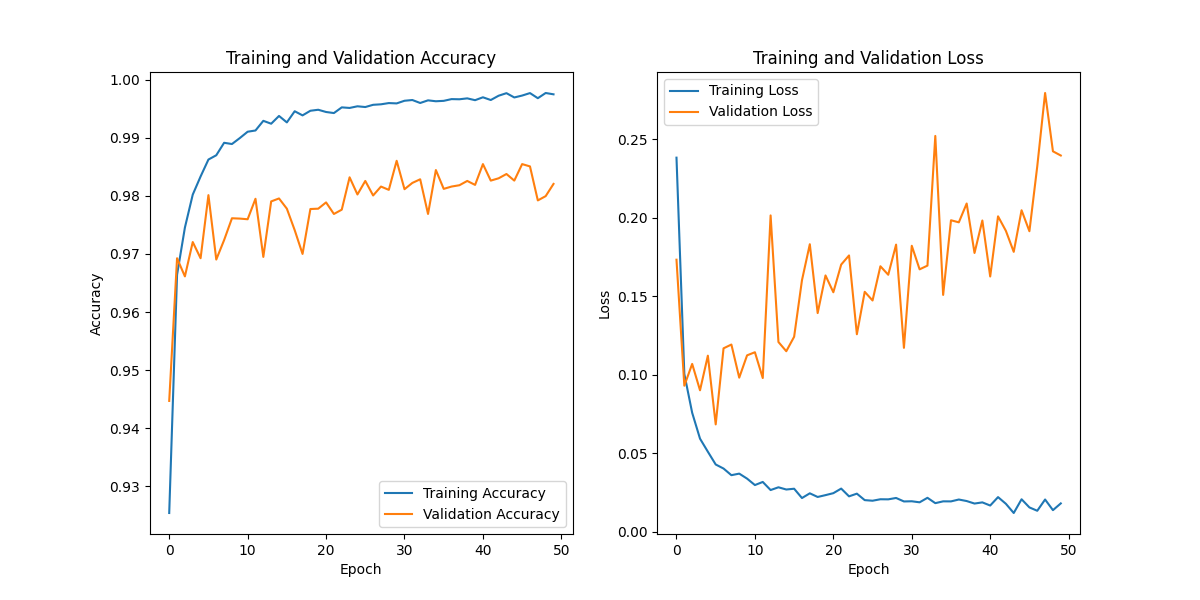 Training and Validation Accuracy
1.00
0.99
0.98
0.97
0.96
0.95
0.94
0.93
Accuracy
0
10
20
30
40
50
Epoch
Training Accuracy
Validation Accuracy
Training and Validation Loss
Training Loss
Validation Loss
0.25
0.20
0.15
0.10
0.05
0.00
Loss
0
10
20
30
40
50
Epoch